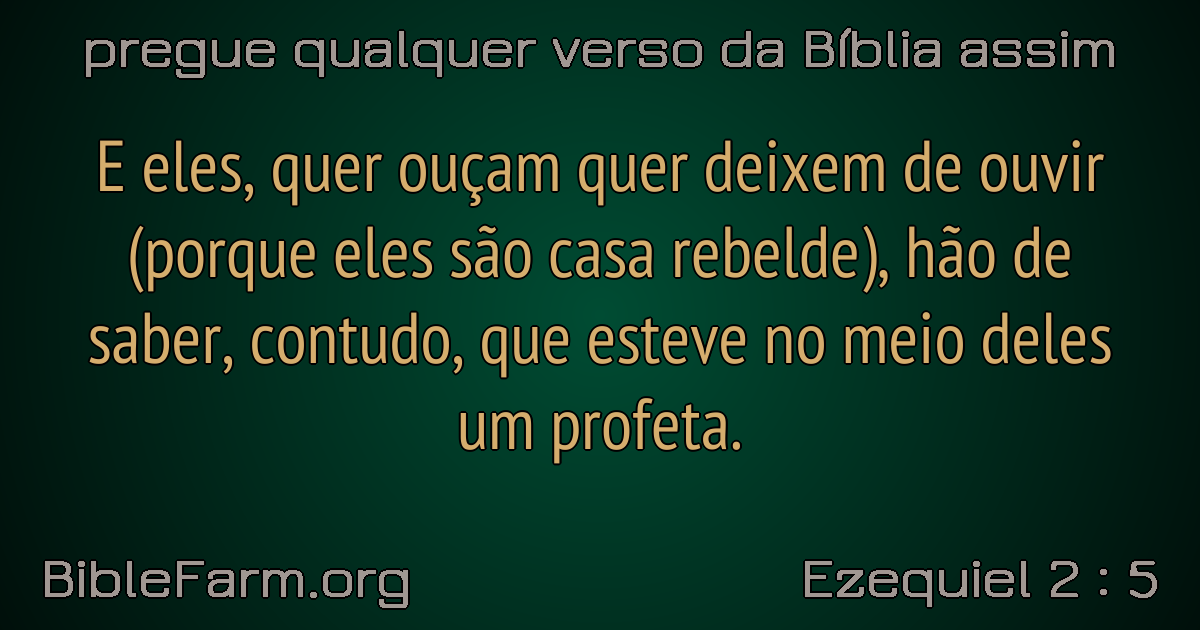 pregue qualquer verso da Bíblia assim
E eles, quer ouçam quer deixem de ouvir
(porque eles são casa rebelde), hão de
saber, contudo, que esteve no meio deles
um profeta.
BibleFarm.org
Ezequiel 2 : 5